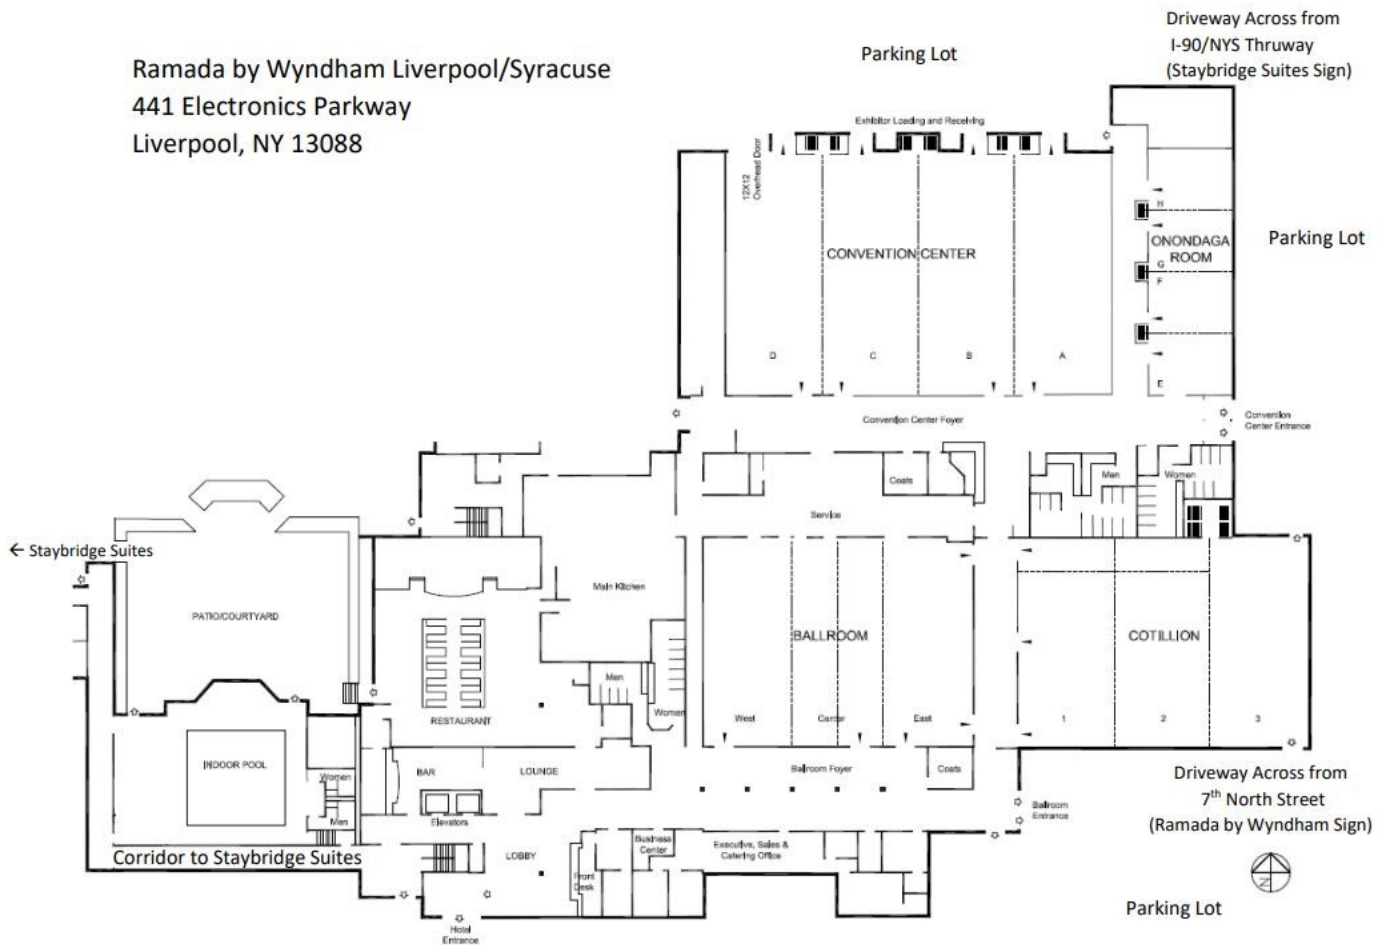 Ramada by Wyndham Liverpool/Syracuse
441 Electronics Parkway
Liverpool, NY 13088
Parking Lot
Driveway Across from
I-90/NYS Thruway
(Staybridge Suites Sign)
Exhibitor Loading and Receiving
12X12
Overhead Door
CONVENTION CENTER
D
C
B
A
H
ONONDAGA
ROOM
G
F
E
Parking Lot
Convention Center Foyer
Convention
Center Entrance
Coats
Men
Women
Service
← Staybridge Suites
PATIO/COURTYARD
Main Kitchen
BALLROOM
COTILLION
Men
Women
West
Center
East
1
2
3
RESTAURANT
INDOOR POOL
Women
Men
BAR
LOUNGE
Elevators
Ballroom Foyer
Coats
Ballroom
Entrance
Driveway Across from
7th North Street
(Ramada by Wyndham Sign)
Corridor to Staybridge Suites
LOBBY
Front
Desk
Business
Center
Executive, Sales &
Catering Office
Hotel
Entrance
N
Parking Lot